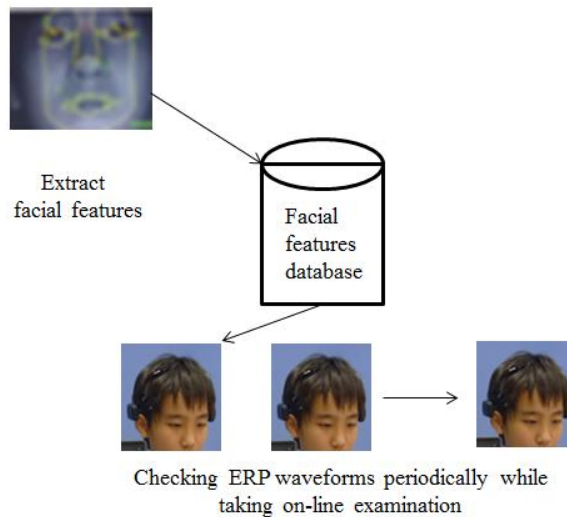 Extract
facial features
Facial
features
database
Checking ERP waveforms periodically while
taking on-line examination